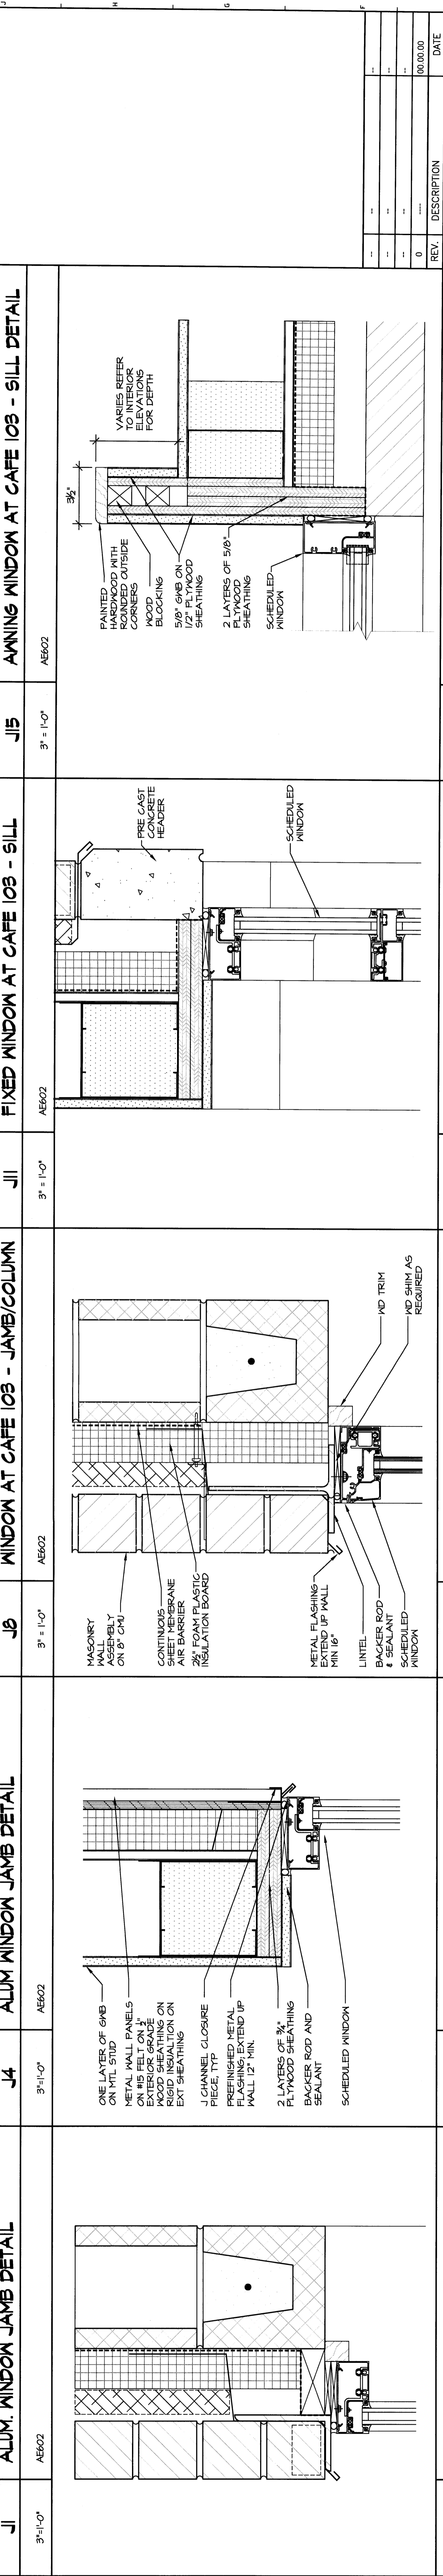 J1
ALUM. WINDOW JAMB DETAIL
3"=1'-0"
AE602
J4
ALUM WINDOW JAMB DETAIL
3"=1'-0"
AE602
ONE LAYER OF GWB
ON MTL STUD
METAL WALL PANELS
ON #15 FELT ON ½"
EXTERIOR GRADE
WOOD SHEATHING ON
RIGID INSUALTION ON
EXT SHEATHING
J CHANNEL CLOSURE
PIECE, TYP
PREFINISHED METAL
FLASHING; EXTEND UP
WALL 12" MIN.
2 LAYERS OF ¾"
PLYWOOD SHEATHING
BACKER ROD AND
SEALANT
SCHEDULED WINDOW
J8
WINDOW AT CAFE 103 - JAMB/COLUMN
3" = 1'-0"
AE602
MASONRY
WALL
ASSEMBLY
ON 8" CMU
CONTINUOUS
SHEET MEMBRANE
AIR BARRIER
2½" FOAM PLASTIC
INSULATION BOARD
METAL FLASHING
EXTEND UP WALL
MIN 16"
LINTEL
BACKER ROD
& SEALANT
SCHEDULED
WINDOW
WD TRIM
WD SHIM AS
REQUIRED
J11
FIXED WINDOW AT CAFE 103 - SILL
3" = 1'-0"
AE602
PRE CAST
CONCRETE
HEADER
SCHEDULED
WINDOW
J15
AWNING WINDOW AT CAFE 103 - SILL DETAIL
3" = 1'-0"
AE602
3½"
VARIES REFER
TO INTERIOR
ELEVATIONS
FOR DEPTH
PAINTED
HARDWOOD WITH
ROUNDED OUTSIDE
CORNERS
WOOD
BLOCKING
5/8" GWB ON
1/2" PLYWOOD
SHEATHING
2 LAYERS OF 5/8"
PLYWOOD
SHEATHING
SCHEDULED
WINDOW
J
H
G
F
-- -- --
-- -- --
-- -- --
0 ---- 00.00.00
REV. DESCRIPTION DATE